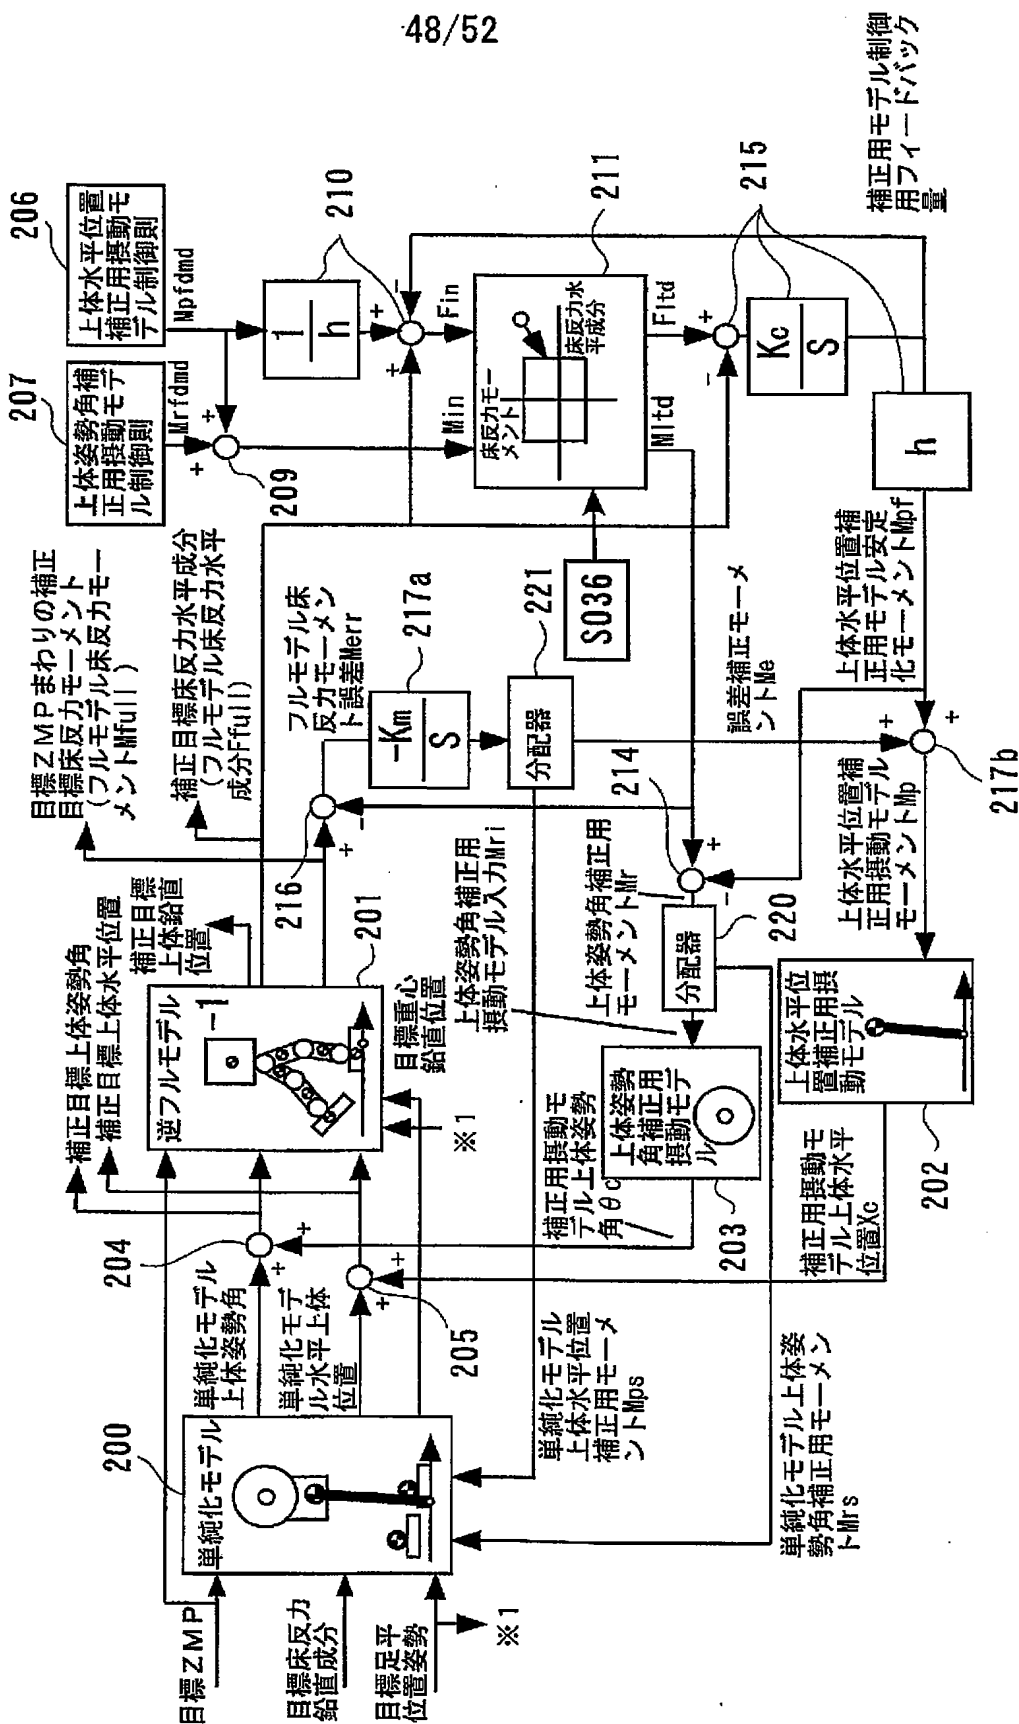 48/52
206
上体水平位置
補正用摂動モ
デル制御則
207
上体姿勢角補
正用摂動モデ
ル制御則
Mpfdmd
Mrfdmd
209
210
1
h
Fin
Min
床反力モー
メント
床反力水
平成分
211
Fltd
Mltd
S036
215
Kc
S
h
補正用モデル制御
用フィードバック
量
目標ZMPまわりの補正
目標床反力モーメント
(フルモデル床反力モー
メントMfull)
補正目標床反力水平成分
(フルモデル床反力水平
成分Ffull)
フルモデル床
反力モーメン
ト誤差Merr
217a
-Km
S
221
分配器
誤差補正モーメ
ントMe
上体水平位置補
正用モデル安定
化モーメントMpf
217b
上体水平位置補
正用摂動モデル
モーメントMp
214
216
201
補正目標
上体鉛直
位置
補正目標上体姿勢角
補正目標上体水平位置
逆フルモデル
-1
目標重心
鉛直位置
※1
上体姿勢角補正用
摂動モデル入力Mri
上体姿勢角補正用
モーメントMr
220
分配器
上体姿勢
角補正用
摂動モデ
ル
203
補正用摂動モ
デル上体姿勢
角θc
上体水平位
置補正用摂
動モデル
202
補正用摂動モ
デル上体水平
位置Xc
204
205
単純化モデル
上体姿勢角
単純化モデ
ル水平上体
位置
200
単純化モデル
単純化モデル
上体水平位置
補正用モーメ
ントMps
単純化モデル上体姿
勢角補正用モーメン
トMrs
目標ZMP
目標床反力
鉛直成分
目標足平
位置姿勢
※1